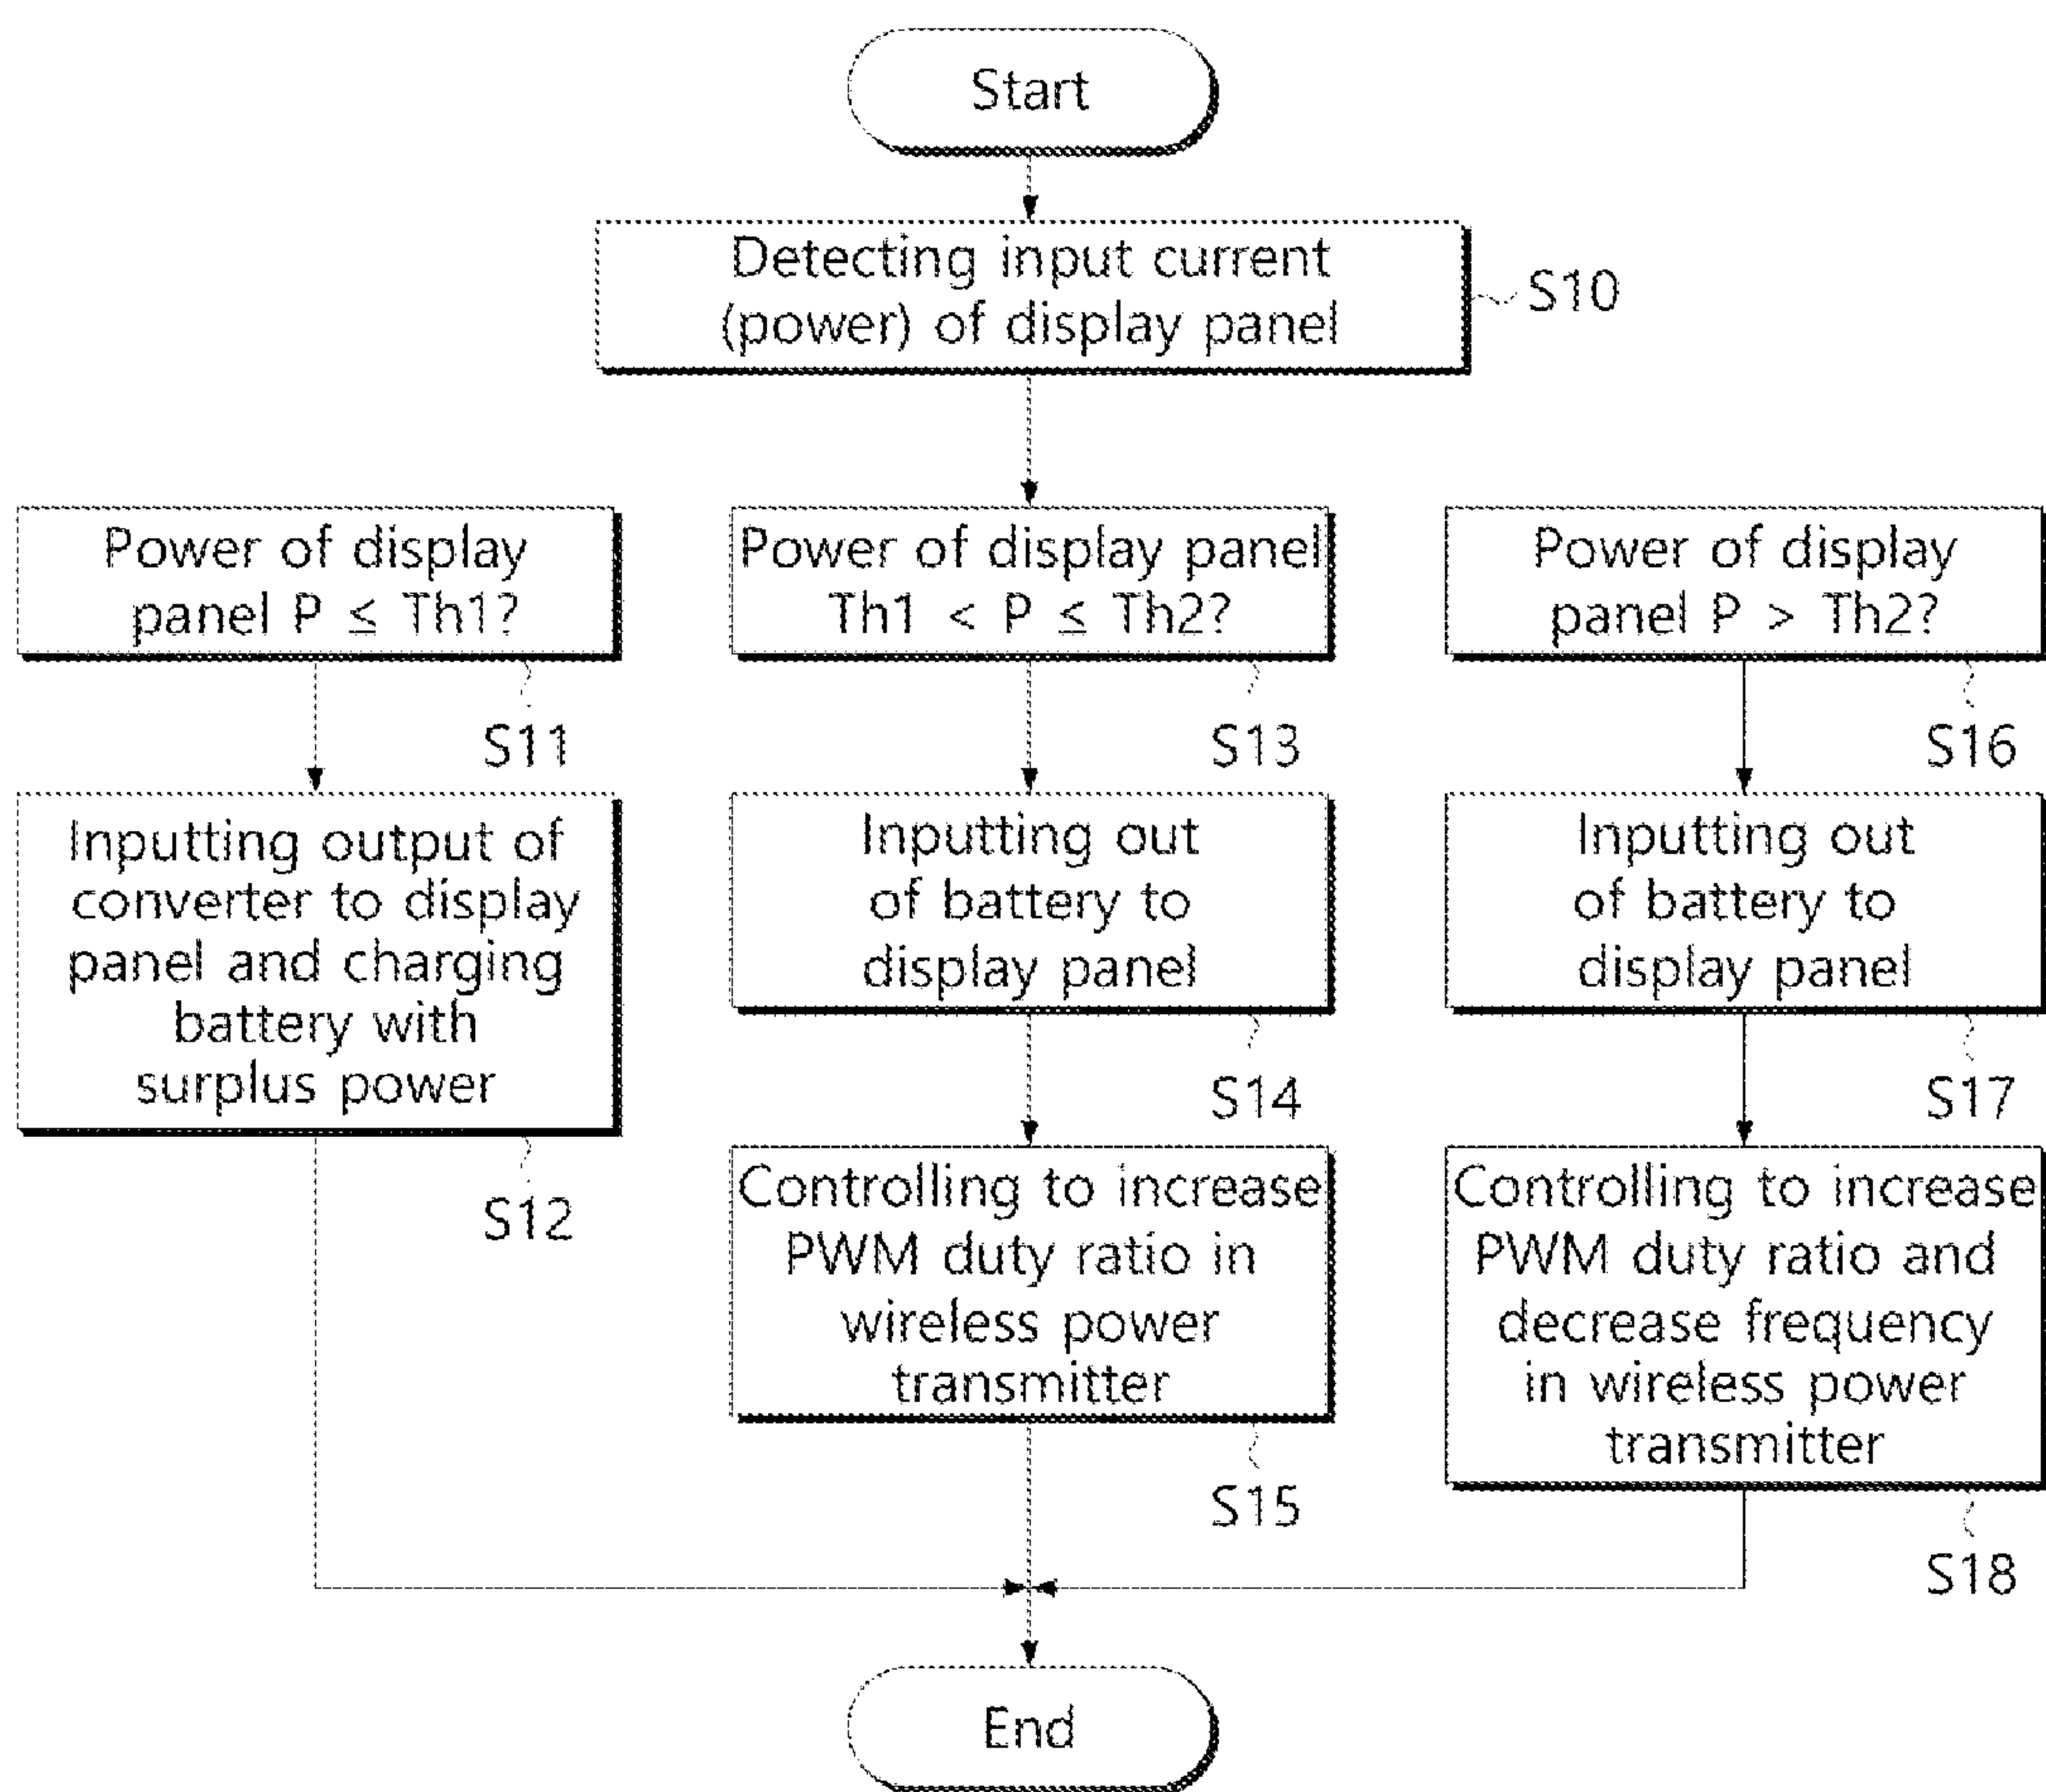 Start
Detecting input current
(power) of display panel
S10
Power of display
panel P ≤ Th1?
S11
Inputting output of
converter to display
panel and charging
battery with
surplus power
S12
Power of display panel
Th1 < P ≤ Th2?
S13
Inputting out
of battery to
display panel
S14
Controlling to increase
PWM duty ratio in
wireless power
transmitter
S15
Power of display
panel P > Th2?
S16
Inputting out
of battery to
display panel
S17
Controlling to increase
PWM duty ratio and
decrease frequency
in wireless power
transmitter
S18
End